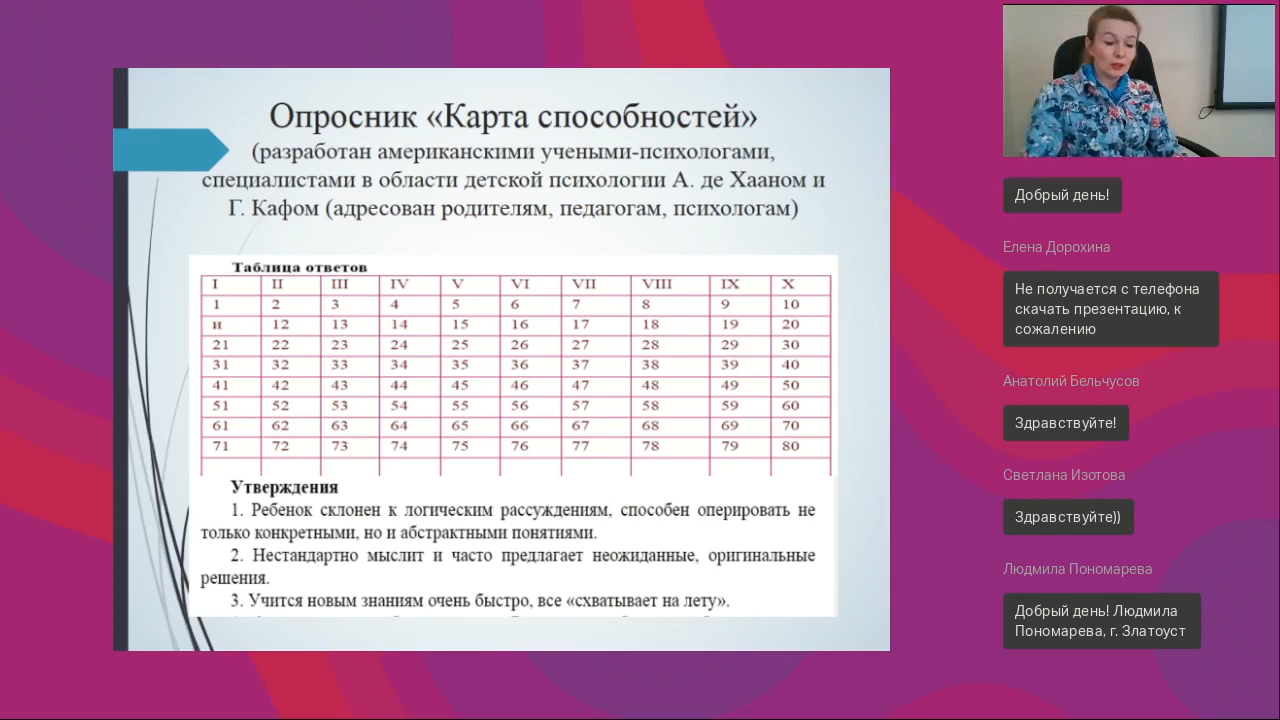 Опросник «Карта способностей»
(разработан американскими учеными-психологами,
специалистами в области детской психологии А. де Хааном и
Г. Кафом (адресован родителям, педагогам, психологам)
Таблица ответов
I II III IV V VI VII VIII IX X
1 2 3 4 5 6 7 8 9 10
и 12 13 14 15 16 17 18 19 20
21 22 23 24 25 26 27 28 29 30
31 32 33 34 35 36 37 38 39 40
41 42 43 44 45 46 47 48 49 50
51 52 53 54 55 56 57 58 59 60
61 62 63 64 65 66 67 68 69 70
71 72 73 74 75 76 77 78 79 80
Утверждения
1. Ребенок склонен к логическим рассуждениям, способен оперировать не
только конкретными, но и абстрактными понятиями.
2. Нестандартно мыслит и часто предлагает неожиданные, оригинальные
решения.
3. Учится новым знаниям очень быстро, все «схватывает на лету».
Добрый день!
Елена Дорохина
Не получается с телефона
скачать презентацию, к
сожалению
Анатолий Бельчусов
Здравствуйте!
Светлана Изотова
Здравствуйте))
Людмила Пономарева
Добрый день! Людмила
Пономарева, г. Златоуст